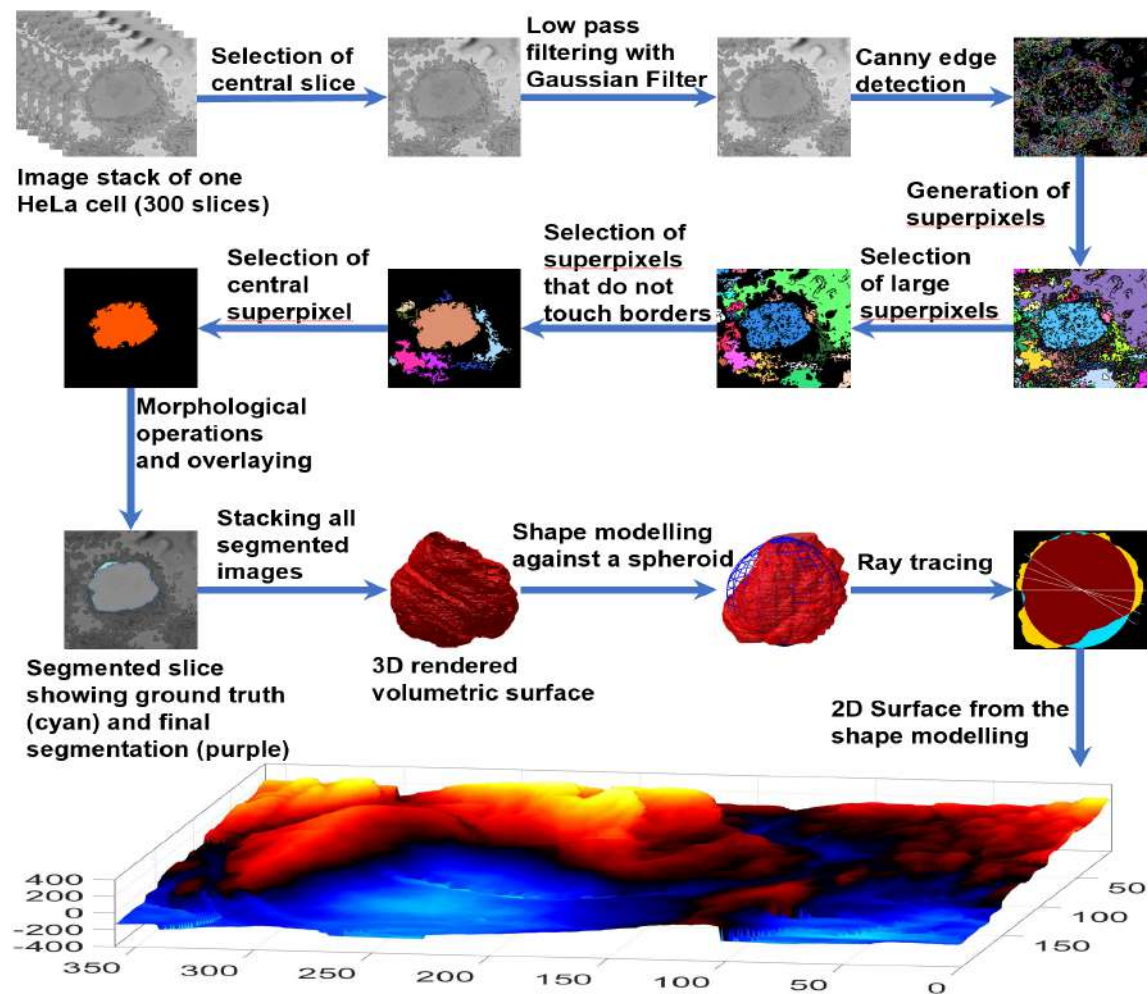 Selection of
central slice
Low pass
filtering with
Gaussian Filter
Canny edge
detection
Image stack of one
HeLa cell (300 slices)
Generation of
superpixels
Selection
of large
superpixels
Selection of
superpixels
that do not
touch borders
Selection of
central
superpixel
Morphological
operations
and overlaying
Stacking all
segmented
images
Shape modelling
against a spheroid
Ray tracing
Segmented slice
showing ground truth
(cyan) and final
segmentation (purple)
3D rendered
volumetric surface
2D Surface from the
shape modelling
400
200
0
-200
-400
350
300
250
200
150
100
50
0
50
100
150